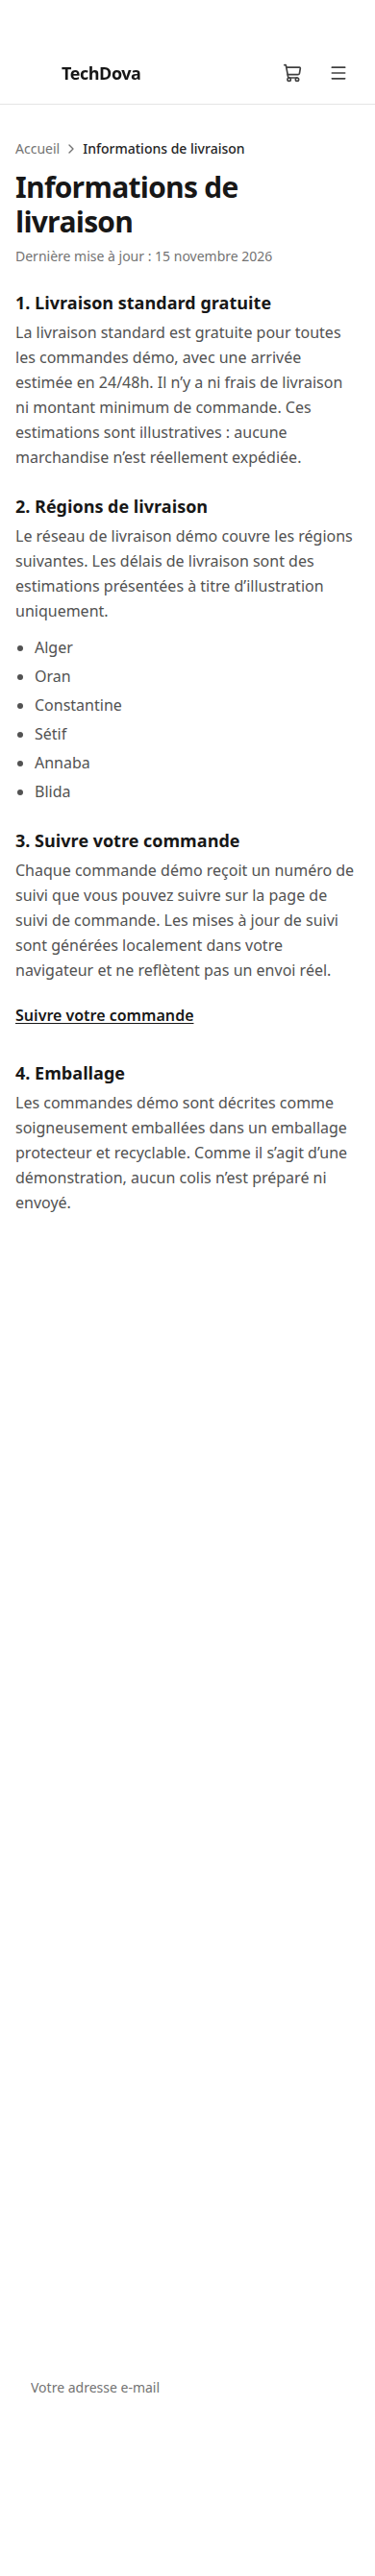 TechDova
Accueil > Informations de livraison
Informations de
livraison
Dernière mise à jour : 15 novembre 2026
1. Livraison standard gratuite
La livraison standard est gratuite pour toutes
les commandes démo, avec une arrivée
estimée en 24/48h. Il n’y a ni frais de livraison
ni montant minimum de commande. Ces
estimations sont illustratives : aucune
marchandise n’est réellement expédiée.
2. Régions de livraison
Le réseau de livraison démo couvre les régions
suivantes. Les délais de livraison sont des
estimations présentées à titre d’illustration
uniquement.
• Alger
• Oran
• Constantine
• Sétif
• Annaba
• Blida
3. Suivre votre commande
Chaque commande démo reçoit un numéro de
suivi que vous pouvez suivre sur la page de
suivi de commande. Les mises à jour de suivi
sont générées localement dans votre
navigateur et ne reflètent pas un envoi réel.
Suivre votre commande
4. Emballage
Les commandes démo sont décrites comme
soigneusement emballées dans un emballage
protecteur et recyclable. Comme il s’agit d’une
démonstration, aucun colis n’est préparé ni
envoyé.
Votre adresse e-mail